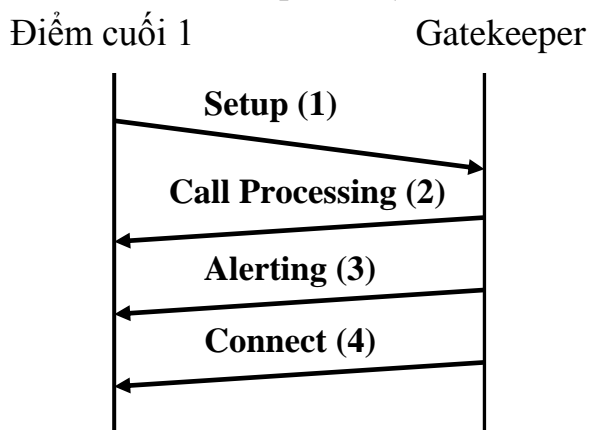 Điểm cuối 1 Gatekeeper
Setup (1)
Call Processing (2)
Alerting (3)
Connect (4)